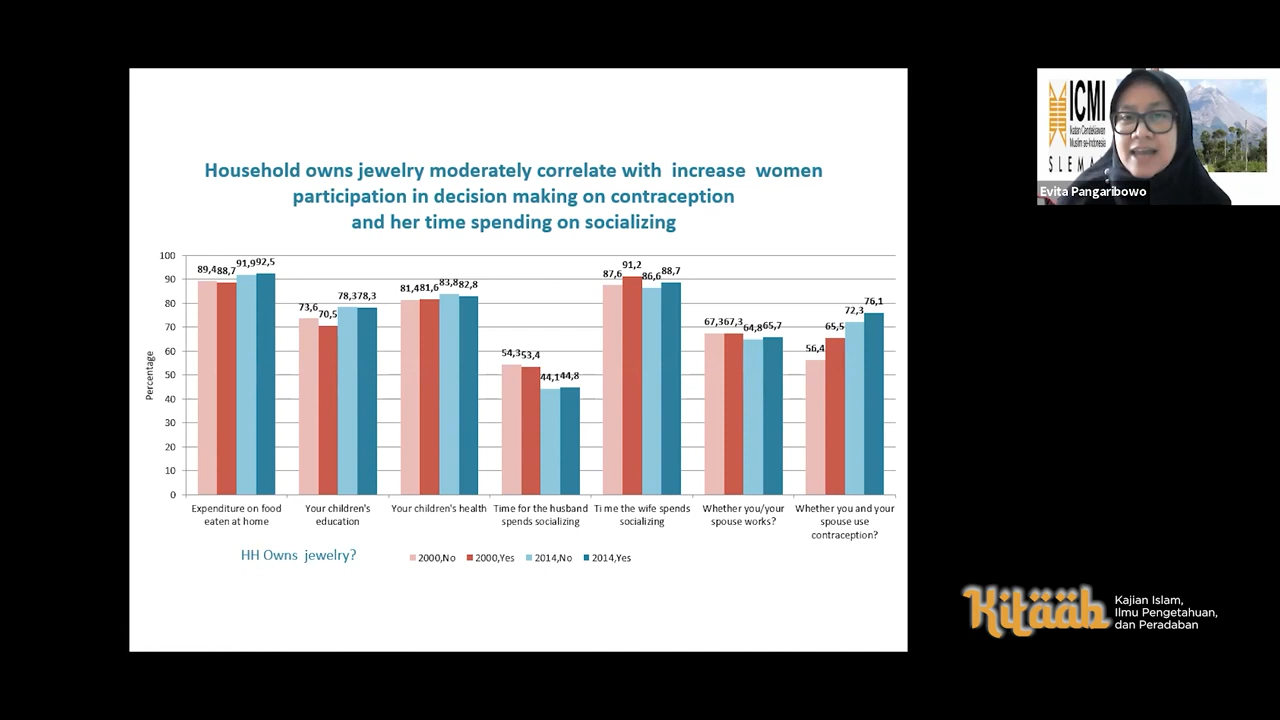 Household owns jewelry moderately correlate with increase women
participation in decision making on contraception
and her time spending on socializing
Percentage
100
90
80
70
60
50
40
30
20
10
0
89,4 88,7 91,9 92,5
73,6 70,5 78,3 78,3
81,4 81,6 83,8 82,8
54,3 53,4 44,1 44,8
87,6 91,2 86,6 88,7
67,3 67,3 64,8 65,7
56,4 65,5 72,3 76,1
Expenditure on food
eaten at home
Your children's
education
Your children's health
Time for the husband
spends socializing
Ti me the wife spends
socializing
Whether you/your
spouse works?
Whether you and your
spouse use
contraception?
HH Owns jewelry?
2000,No 2000,Yes 2014,No 2014,Yes
ICMI
Ikatan Cendekiawan
Muslim se-Indonesia
S L E M A
Evita Pangaribowo
Kitääb
Kajian Islam,
Ilmu Pengetahuan,
dan Peradaban